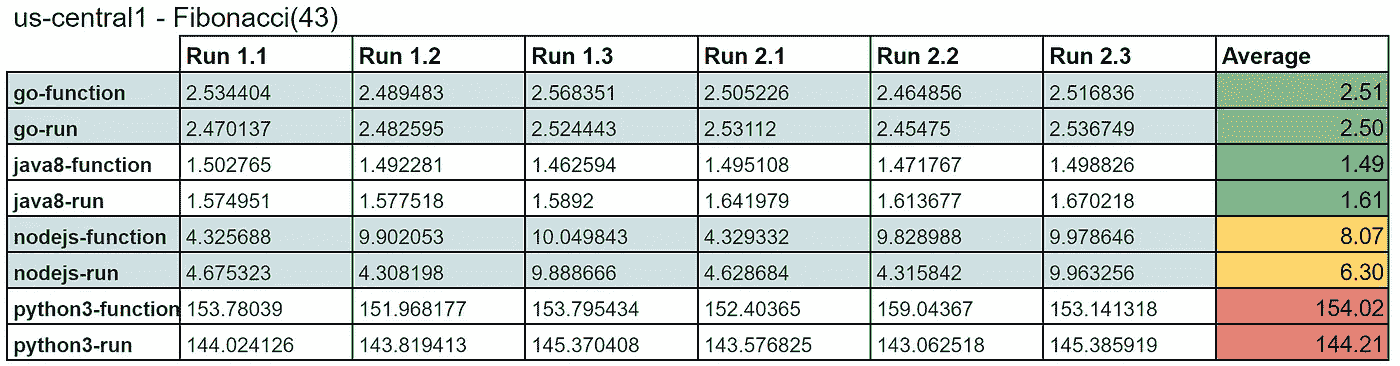 us-central1 - Fibonacci(43)
Run 1.1 Run 1.2 Run 1.3 Run 2.1 Run 2.2 Run 2.3 Average
go-function 2.534404 2.489483 2.568351 2.505226 2.464856 2.516836 2.51
go-run 2.470137 2.482595 2.524443 2.53112 2.45475 2.536749 2.50
java8-function 1.502765 1.492281 1.462594 1.495108 1.471767 1.498826 1.49
java8-run 1.574951 1.577518 1.5892 1.641979 1.613677 1.670218 1.61
nodejs-function 4.325688 9.902053 10.049843 4.329332 9.828988 9.978646 8.07
nodejs-run 4.675323 4.308198 9.888666 4.628684 4.315842 9.963256 6.30
python3-function 153.78039 151.968177 153.795434 152.40365 159.04367 153.141318 154.02
python3-run 144.024126 143.819413 145.370408 143.576825 143.062518 145.385919 144.21